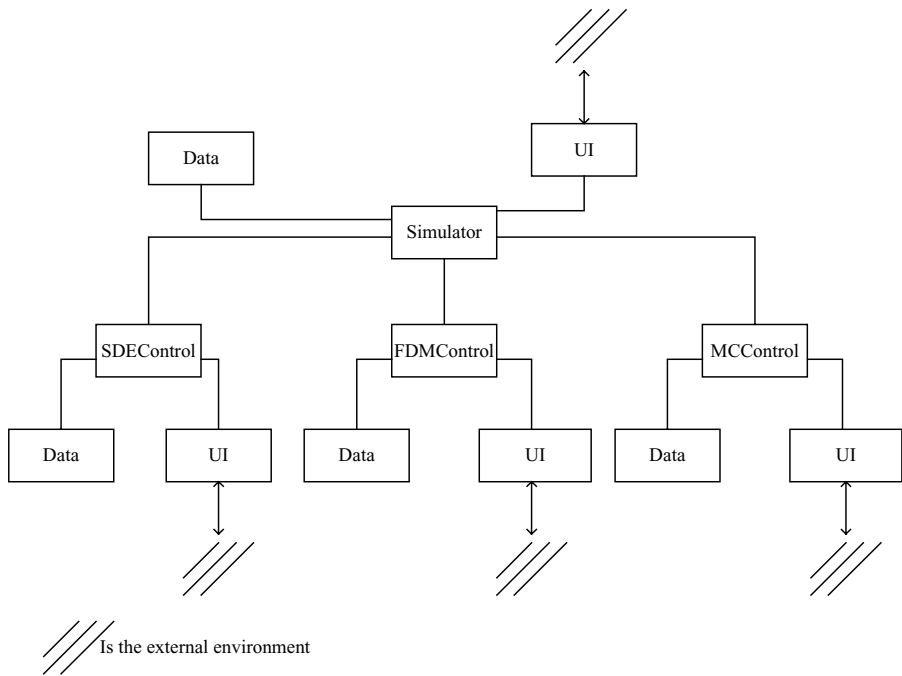 UI
Data
Simulator
SDEControl
FDMControl
MCControl
Data
UI
Data
UI
Data
UI
Is the external environment